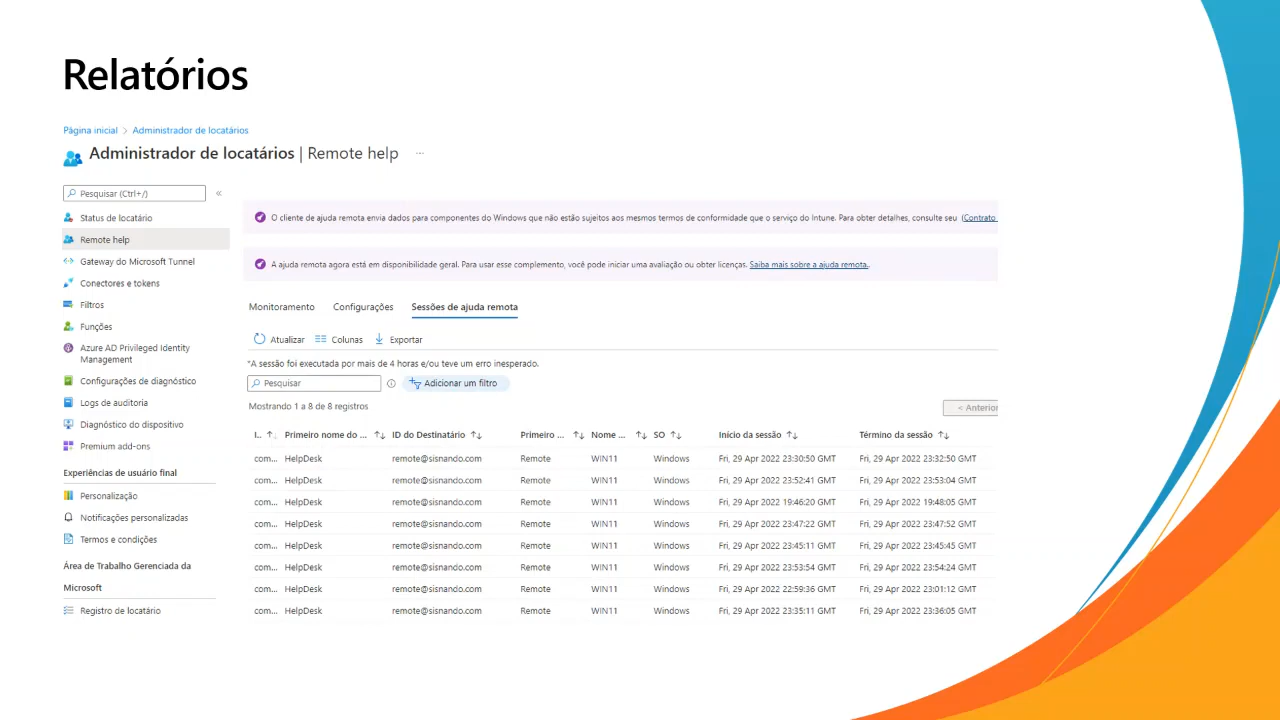 Relatórios
Página inicial > Administrador de locatários
Administrador de locatários | Remote help ...
Pesquisar (Ctrl+/) «
Status de locatário
Remote help
Gateway do Microsoft Tunnel
Conectores e tokens
Filtros
Funções
Azure AD Privileged Identity
Management
Configurações de diagnóstico
Logs de auditoria
Diagnóstico do dispositivo
Premium add-ons
Experiências de usuário final
Personalização
Notificações personalizadas
Termos e condições
Área de Trabalho Gerenciada da
Microsoft
Registro de locatário
O cliente de ajuda remota envia dados para componentes do Windows que não estão sujeitos aos mesmos termos de conformidade que o serviço do Intune. Para obter detalhes, consulte seu (Contrato
A ajuda remota agora está em disponibilidade geral. Para usar esse complemento, você pode iniciar uma avaliação ou obter licenças. Saiba mais sobre a ajuda remota.
Monitoramento Configurações Sessões de ajuda remota
Atualizar Colunas Exportar
*A sessão foi executada por mais de 4 horas e/ou teve um erro inesperado.
Pesquisar Adicionar um filtro
Mostrando 1 a 8 de 8 registros < Anterior
I.. ↑↓ Primeiro nome do ... ↑↓ ID do Destinatário ↑↓ Primeiro ... ↑↓ Nome ... ↑↓ SO ↑↓ Início da sessão ↑↓ Término da sessão ↑↓
com... HelpDesk remote@sisnando.com Remote WIN11 Windows Fri, 29 Apr 2022 23:30:50 GMT Fri, 29 Apr 2022 23:32:50 GMT
com... HelpDesk remote@sisnando.com Remote WIN11 Windows Fri, 29 Apr 2022 23:52:41 GMT Fri, 29 Apr 2022 23:53:04 GMT
com... HelpDesk remote@sisnando.com Remote WIN11 Windows Fri, 29 Apr 2022 19:46:20 GMT Fri, 29 Apr 2022 19:48:05 GMT
com... HelpDesk remote@sisnando.com Remote WIN11 Windows Fri, 29 Apr 2022 23:47:22 GMT Fri, 29 Apr 2022 23:47:52 GMT
com... HelpDesk remote@sisnando.com Remote WIN11 Windows Fri, 29 Apr 2022 23:45:11 GMT Fri, 29 Apr 2022 23:45:45 GMT
com... HelpDesk remote@sisnando.com Remote WIN11 Windows Fri, 29 Apr 2022 23:53:54 GMT Fri, 29 Apr 2022 23:54:24 GMT
com... HelpDesk remote@sisnando.com Remote WIN11 Windows Fri, 29 Apr 2022 22:59:36 GMT Fri, 29 Apr 2022 23:01:12 GMT
com... HelpDesk remote@sisnando.com Remote WIN11 Windows Fri, 29 Apr 2022 23:35:11 GMT Fri, 29 Apr 2022 23:36:05 GMT